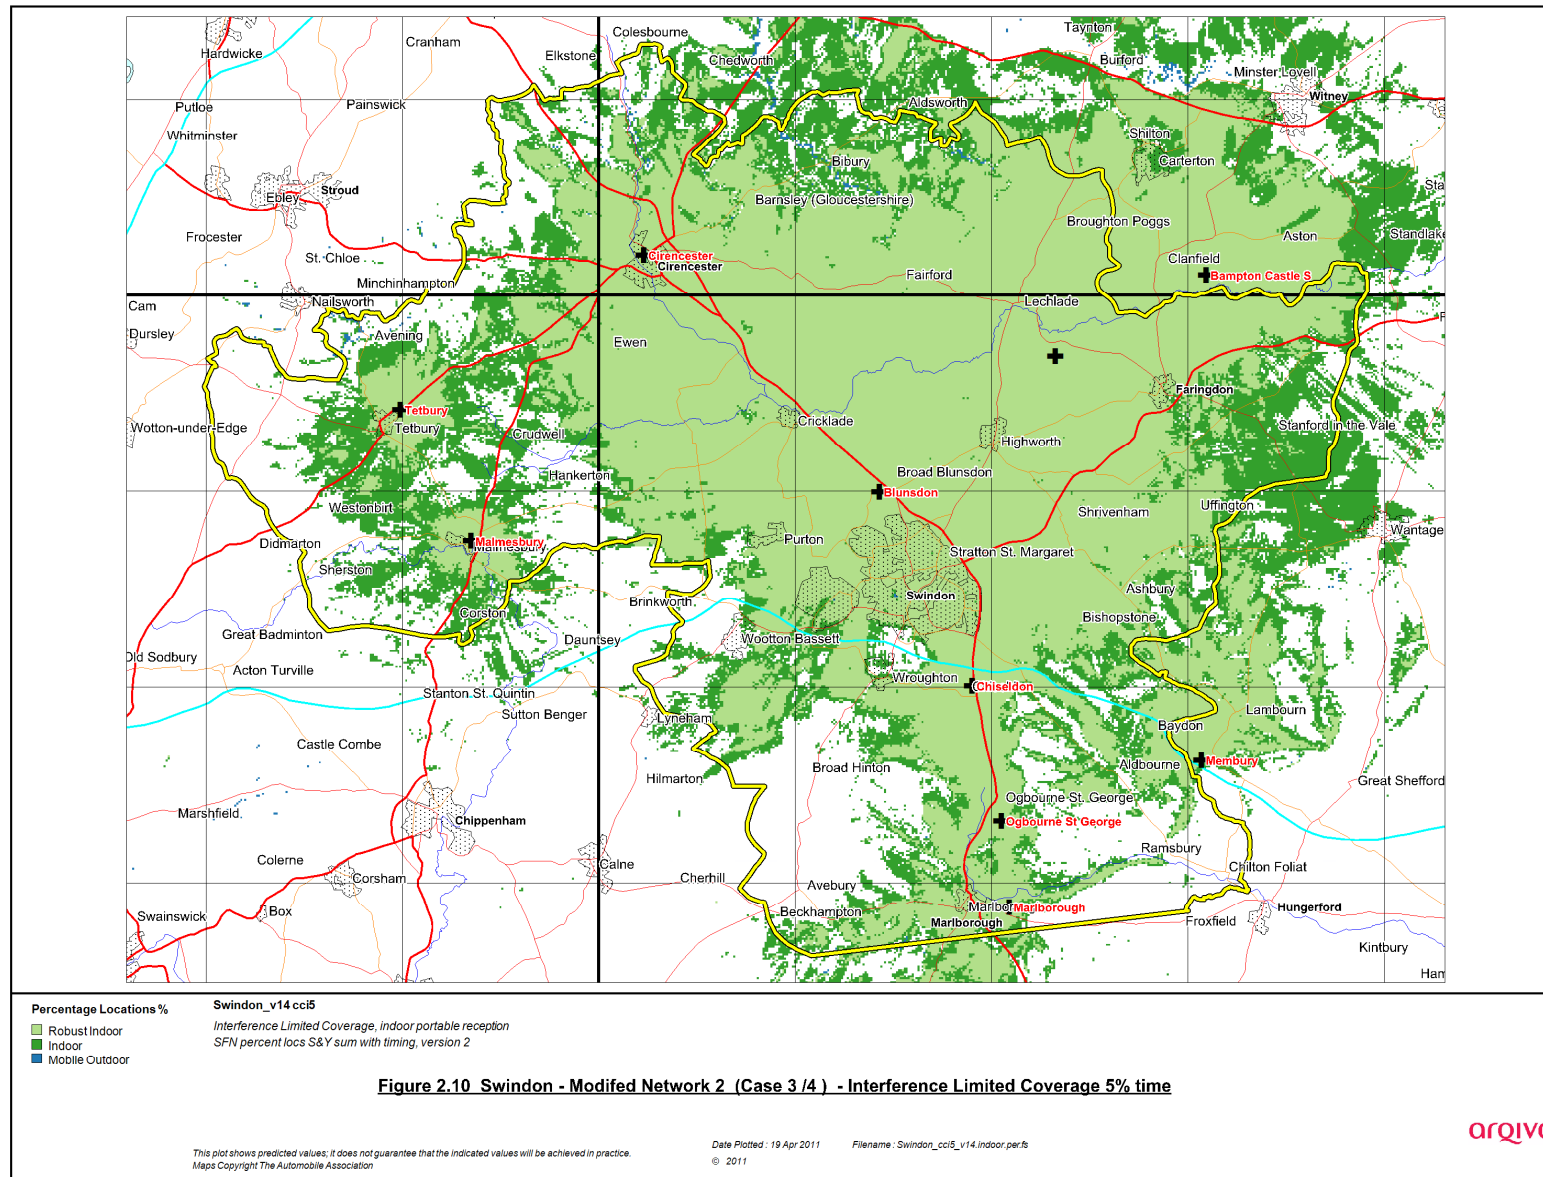 Colesbourne
Taynton
Cranham
Hardwicke
Elkstone
Chedworth
Burford
Minster Lovell
Witney
Putloe
Painswick
Aldsworth
Whitminster
Shilton
Carterton
Bibury
Stroud
Ebley
Barnsley (Gloucestershire)
Broughton Poggs
Frocester
Aston
Standlake
St. Chloe
Cirencester
Cirencester
Clanfield
Bampton Castle S
Fairford
Minchinhampton
Nailsworth
Lechlade
Cam
Dursley
Avening
Ewen
Faringdon
Tetbury
Tetbury
Wotton-under-Edge
Cricklade
Stanford in the Vale
Crudwell
Highworth
Hankerton
Broad Blunsdon
Blunsdon
Westonbirt
Uffington
Shrivenham
Wantage
Didmarton
Malmesbury
Malmesbury
Purton
Stratton St. Margaret
Sherston
Ashbury
Swindon
Brinkworth
Corston
Bishopstone
Great Badminton
Dauntsey
Wootton Bassett
Old Sodbury
Acton Turville
Wroughton
Chiseldon
Stanton St. Quintin
Lambourn
Sutton Benger
Lyneham
Baydon
Castle Combe
Membury
Aldbourne
Broad Hinton
Hilmarton
Great Shefford
Ogbourne St. George
Marshfield
Chippenham
Ogbourne St George
Ramsbury
Colerne
Calne
Chilton Foliat
Corsham
Cherhill
Avebury
Marlbor
Marlborough
Hungerford
Box
Swainswick
Beckhampton
Marlborough
Froxfield
Kintbury
Ham
Percentage Locations %
Robust Indoor
Indoor
Mobile Outdoor
Swindon_v14 cci5
Interference Limited Coverage, indoor portable reception
SFN percent locs S&Y sum with timing, version 2
Figure 2.10 Swindon - Modifed Network 2 (Case 3 /4 ) - Interference Limited Coverage 5% time
This plot shows predicted values; it does not guarantee that the indicated values will be achieved in practice.
Maps Copyright The Automobile Association
Date Plotted : 19 Apr 2011
Filename : Swindon_cci5_v14.indoor.per.fs
© 2011
arqiva